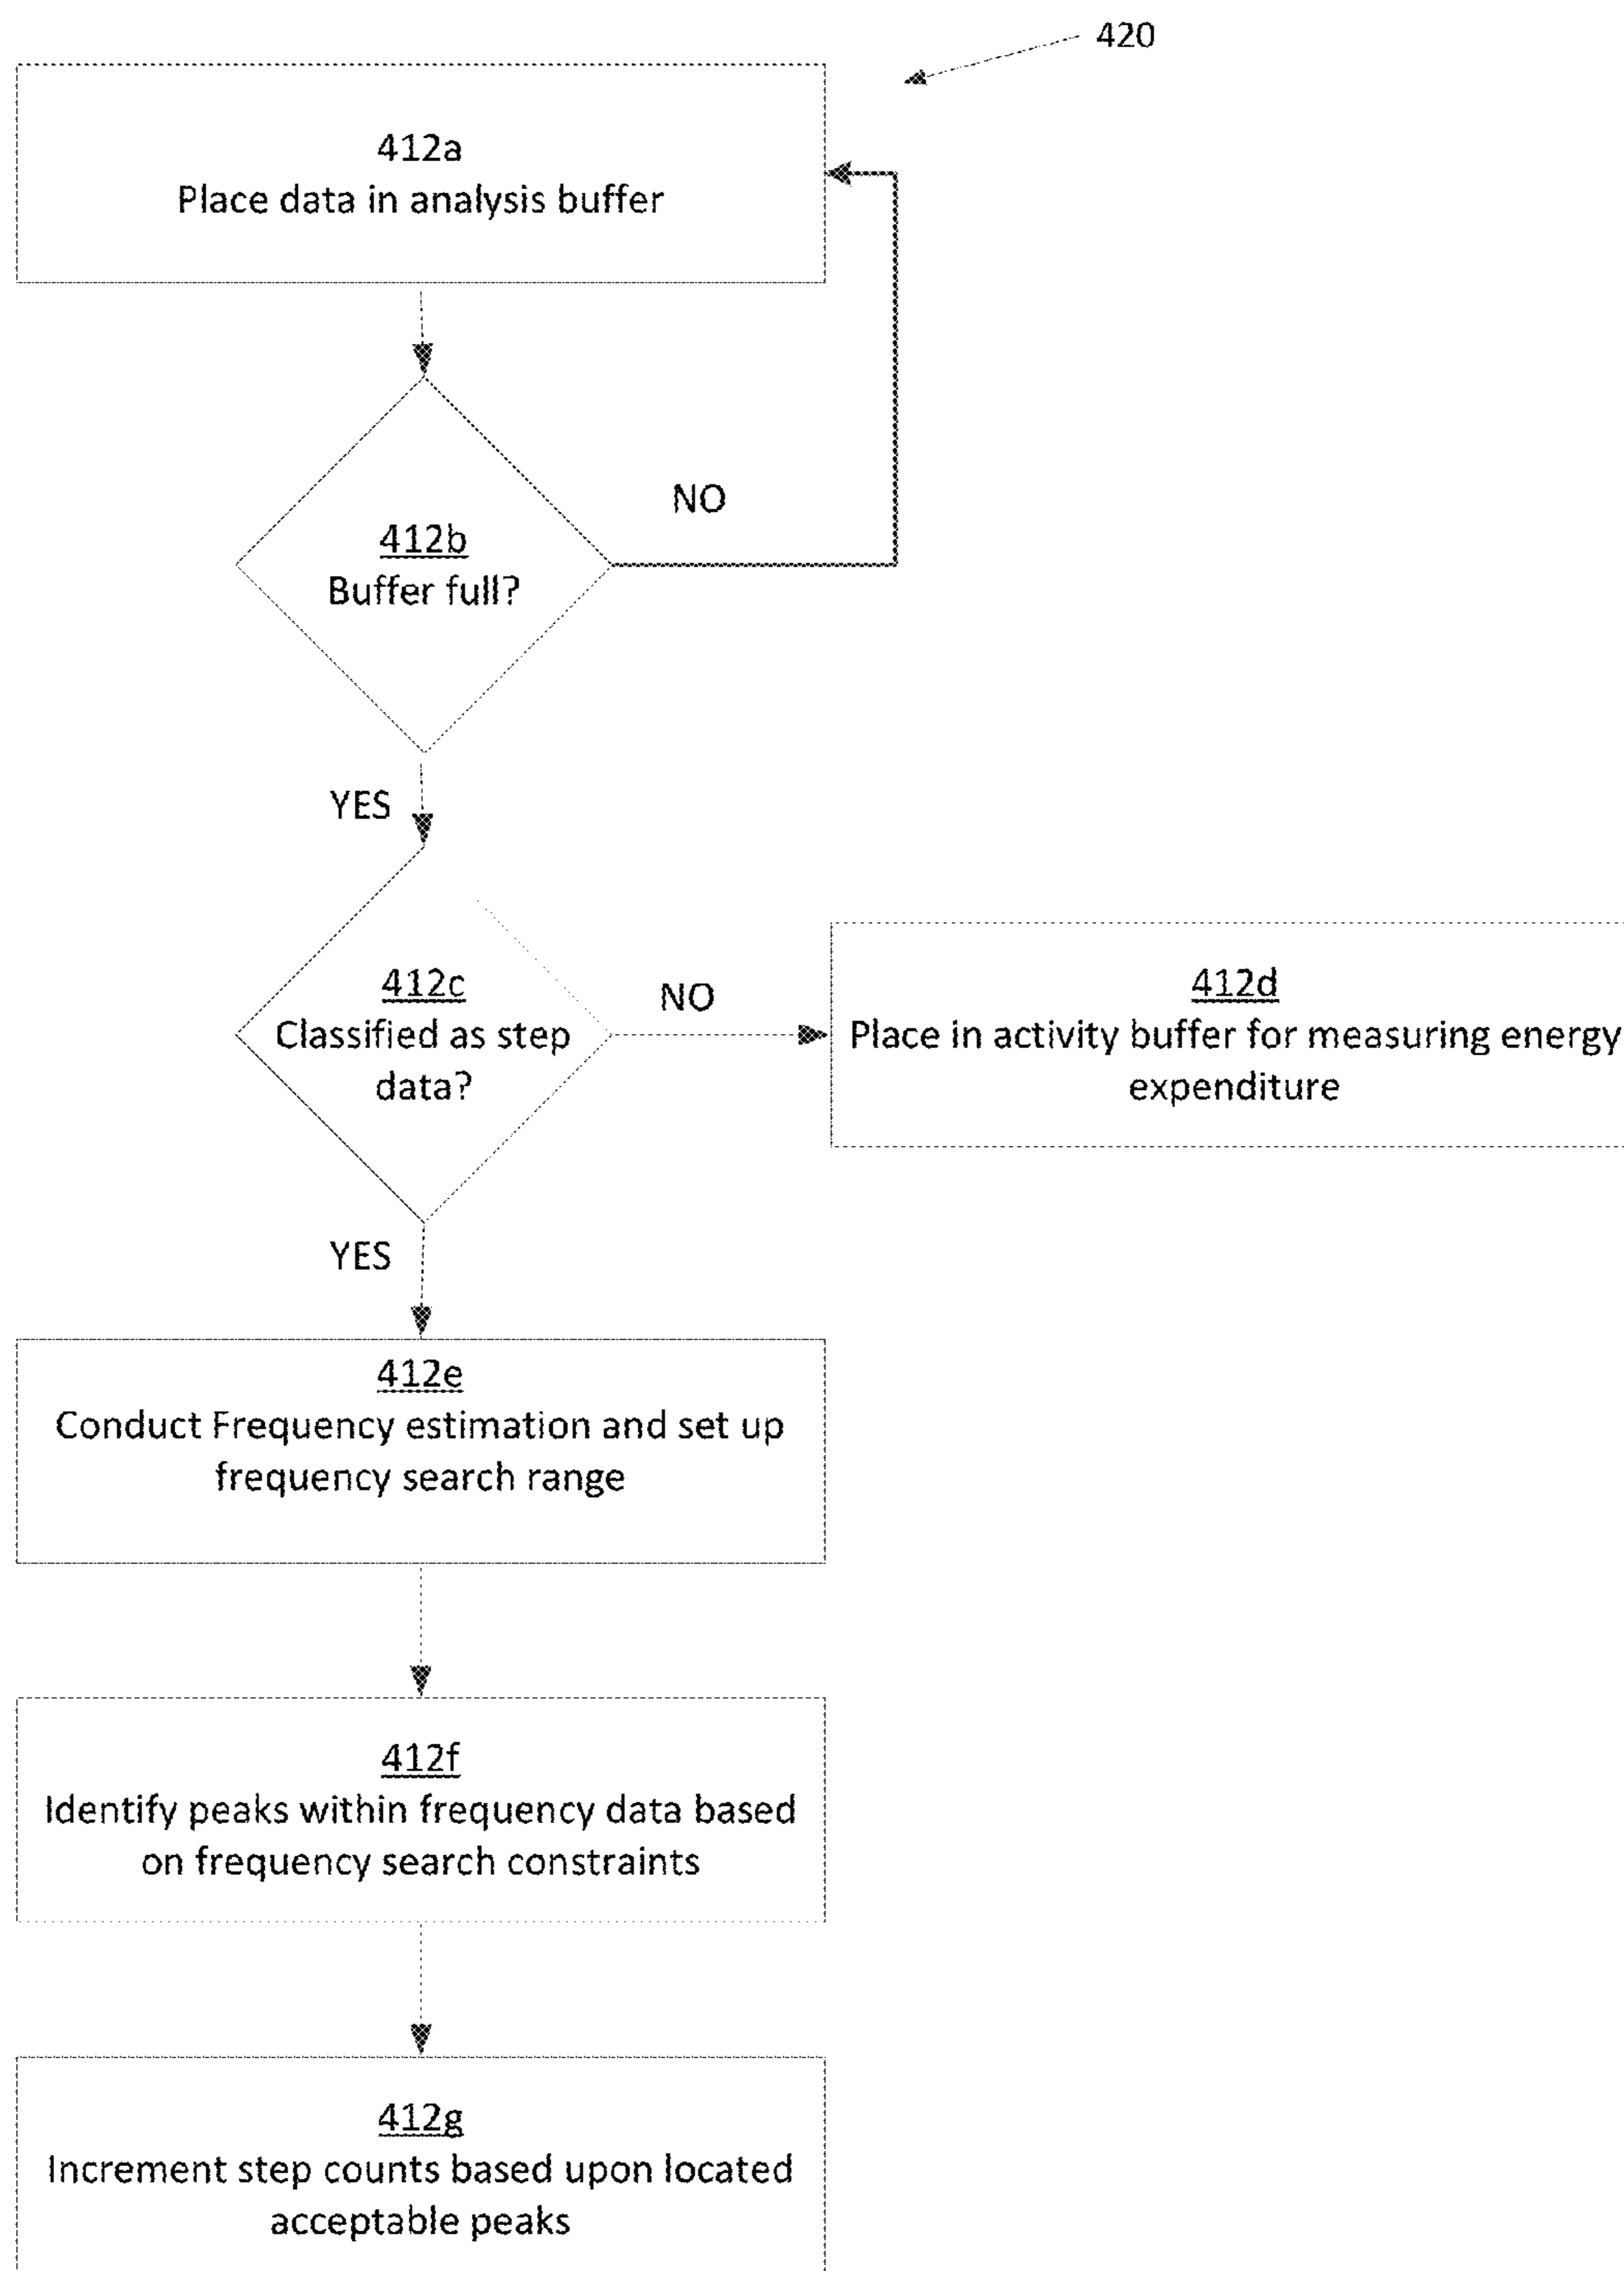 420
412a
Place data in analysis buffer
NO
412b
Buffer full?
YES
412c
Classified as step
data?
NO
412d
Place in activity buffer for measuring energy
expenditure
YES
412e
Conduct Frequency estimation and set up
frequency search range
412f
Identify peaks within frequency data based
on frequency search constraints
412g
Increment step counts based upon located
acceptable peaks